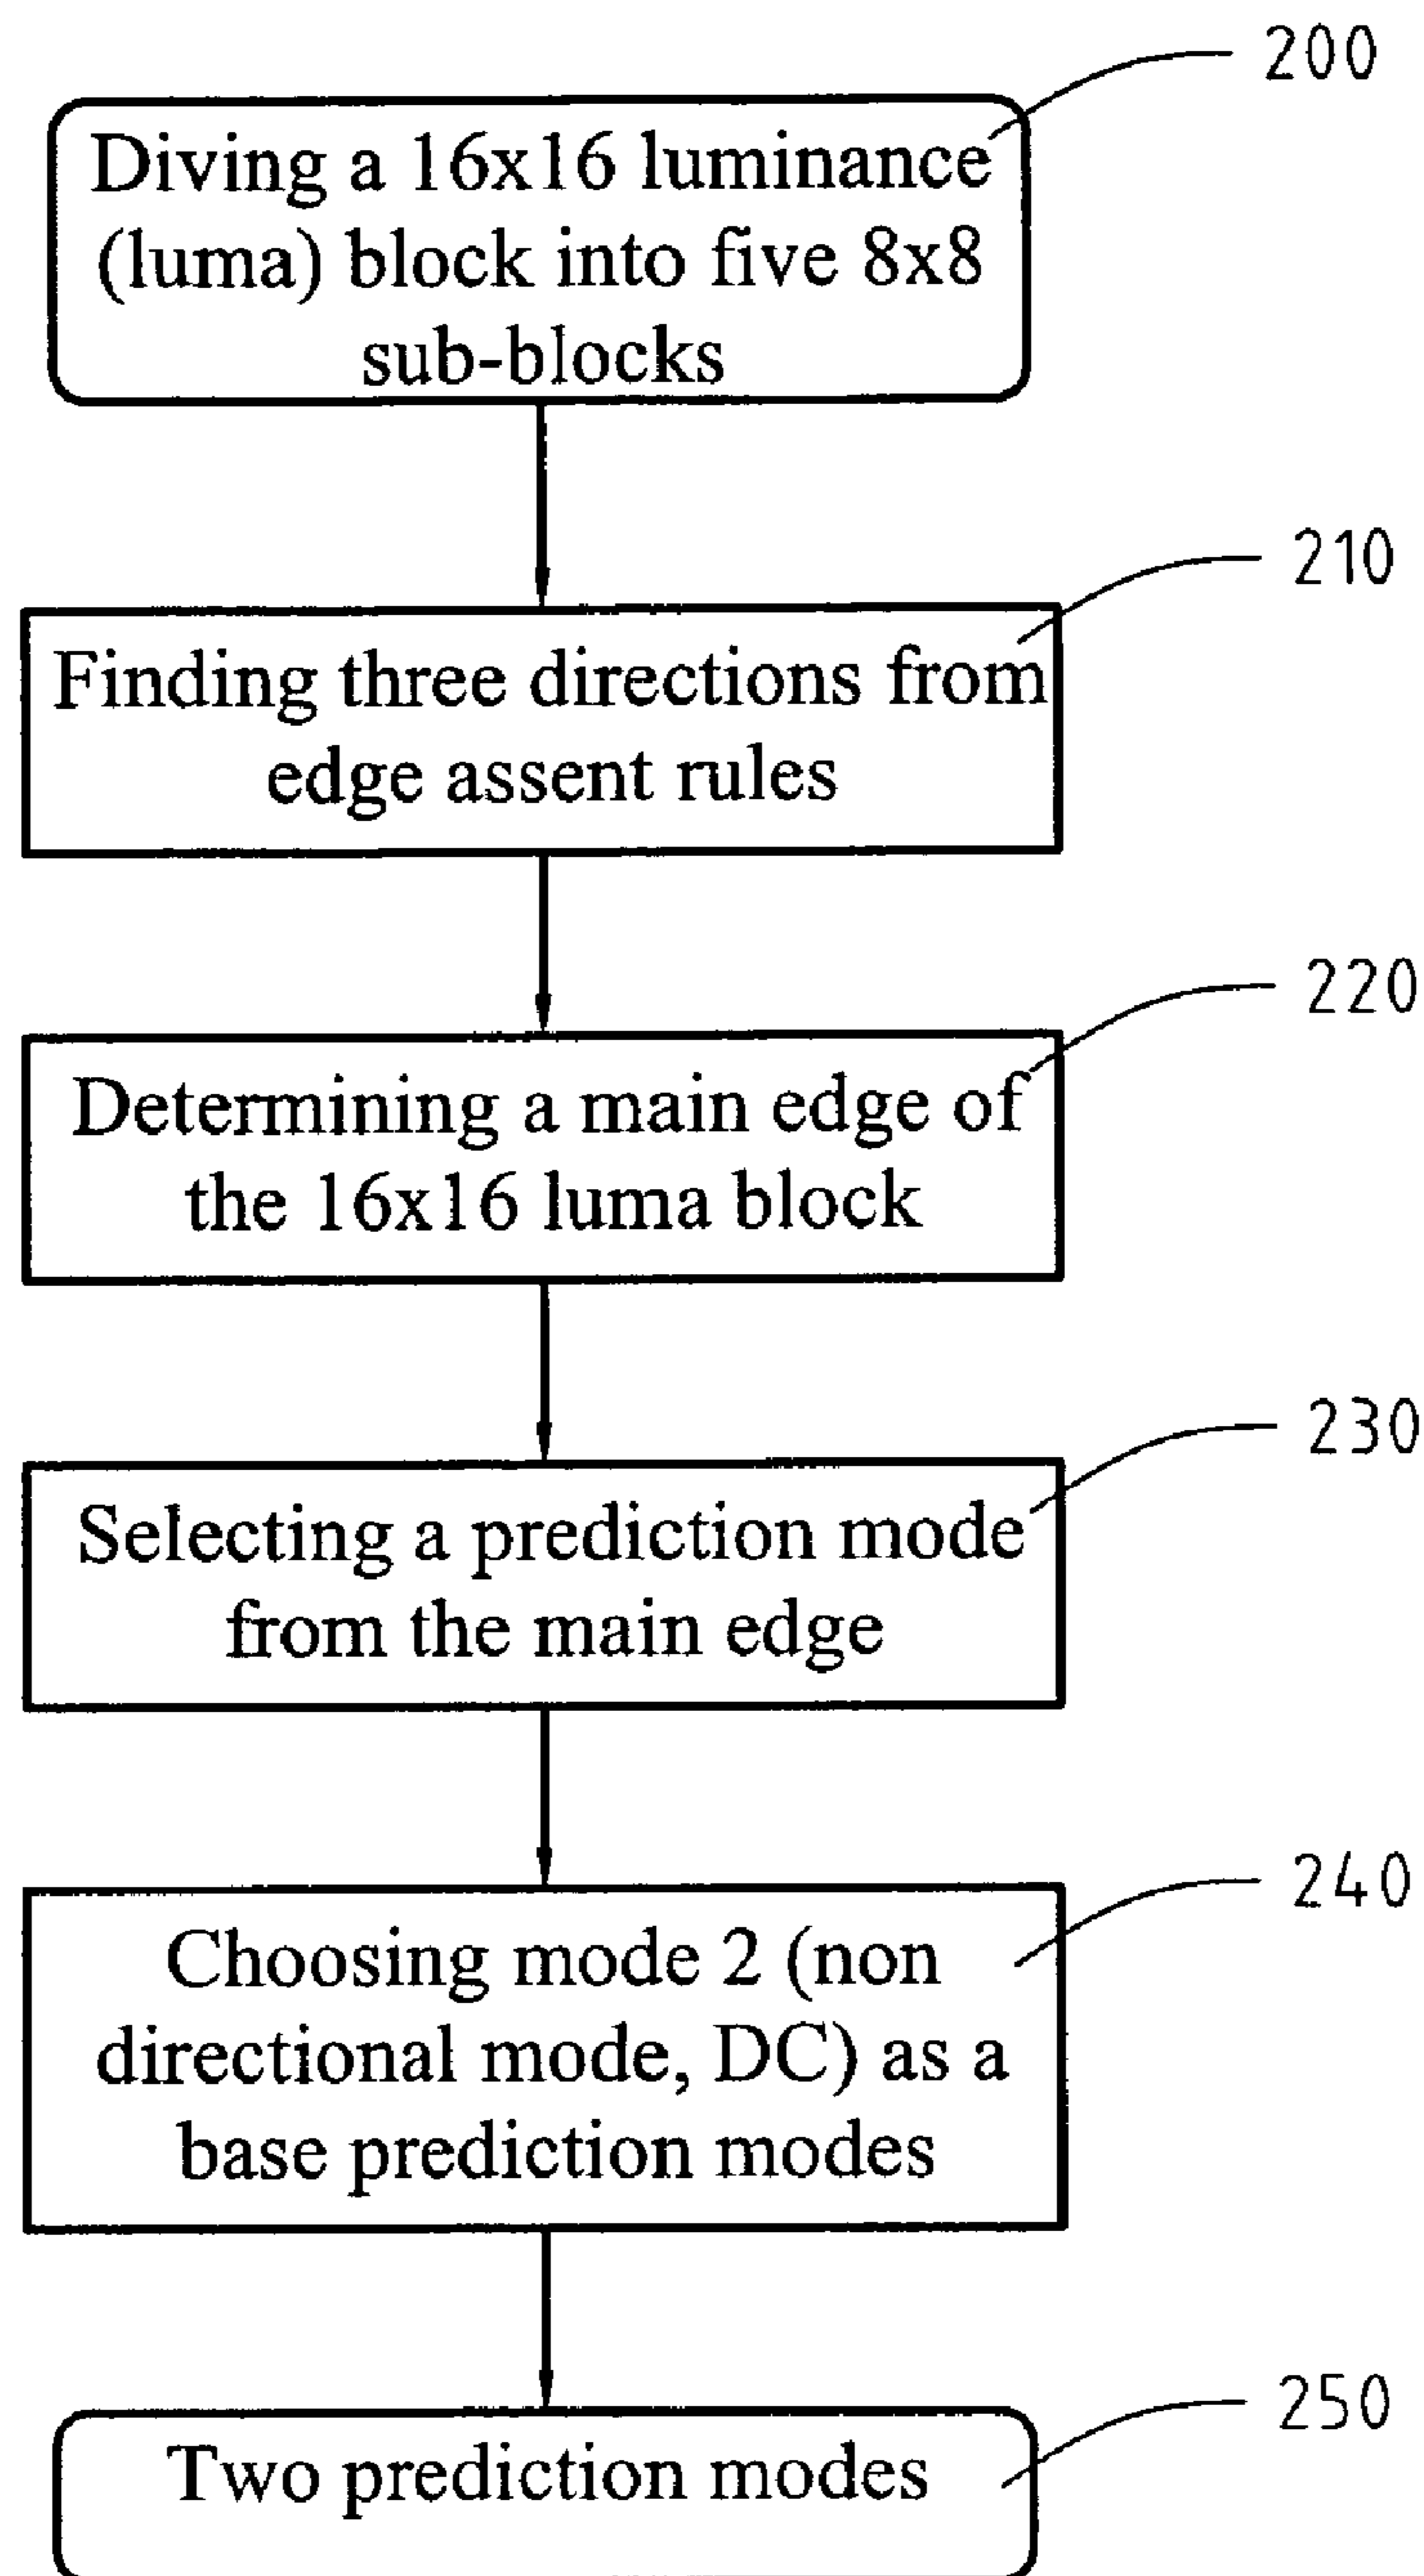 200
Diving a 16x16 luminance
(luma) block into five 8x8
sub-blocks
210
Finding three directions from
edge assent rules
220
Determining a main edge of
the 16x16 luma block
230
Selecting a prediction mode
from the main edge
240
Choosing mode 2 (non
directional mode, DC) as a
base prediction modes
250
Two prediction modes